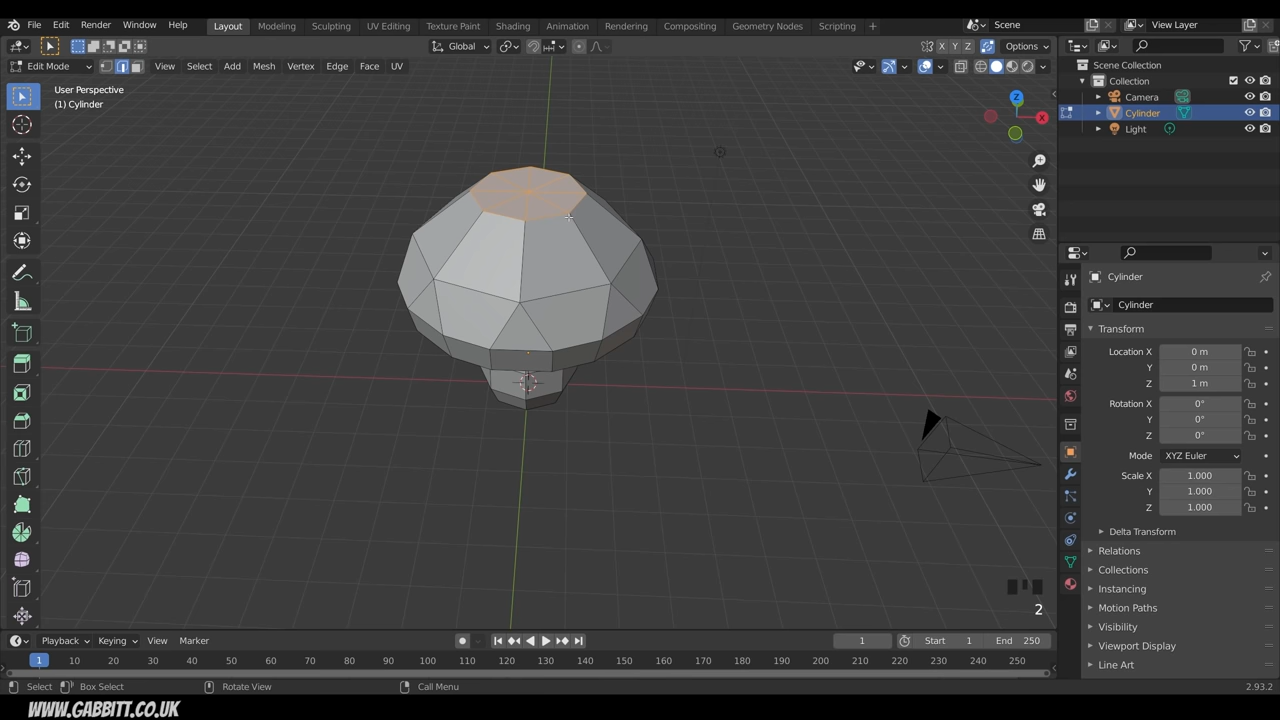 File Edit Render Window Help Layout Modeling Sculpting UV Editing Texture Paint Shading Animation Rendering Compositing Geometry Nodes Scripting + Scene View Layer
Global X Y Z Options
Edit Mode View Select Add Mesh Vertex Edge Face UV
User Perspective
(1) Cylinder
Z
X
Scene Collection
Collection
Camera
Cylinder
Light
Cylinder
Cylinder
Transform
Location X 0 m
Y 0 m
Z 1 m
Rotation X 0°
Y 0°
Z 0°
Mode XYZ Euler
Scale X 1.000
Y 1.000
Z 1.000
Delta Transform
Relations
Collections
Instancing
Motion Paths
Visibility
Viewport Display
Line Art
2
Playback Keying View Marker 1 Start 1 End 250
1 10 20 30 40 50 60 70 80 90 100 110 120 130 140 150 160 170 180 190 200 210 220 230 240 250
Select Box Select Rotate View Call Menu 2.93.2
WWW.GABBITT.CO.UK